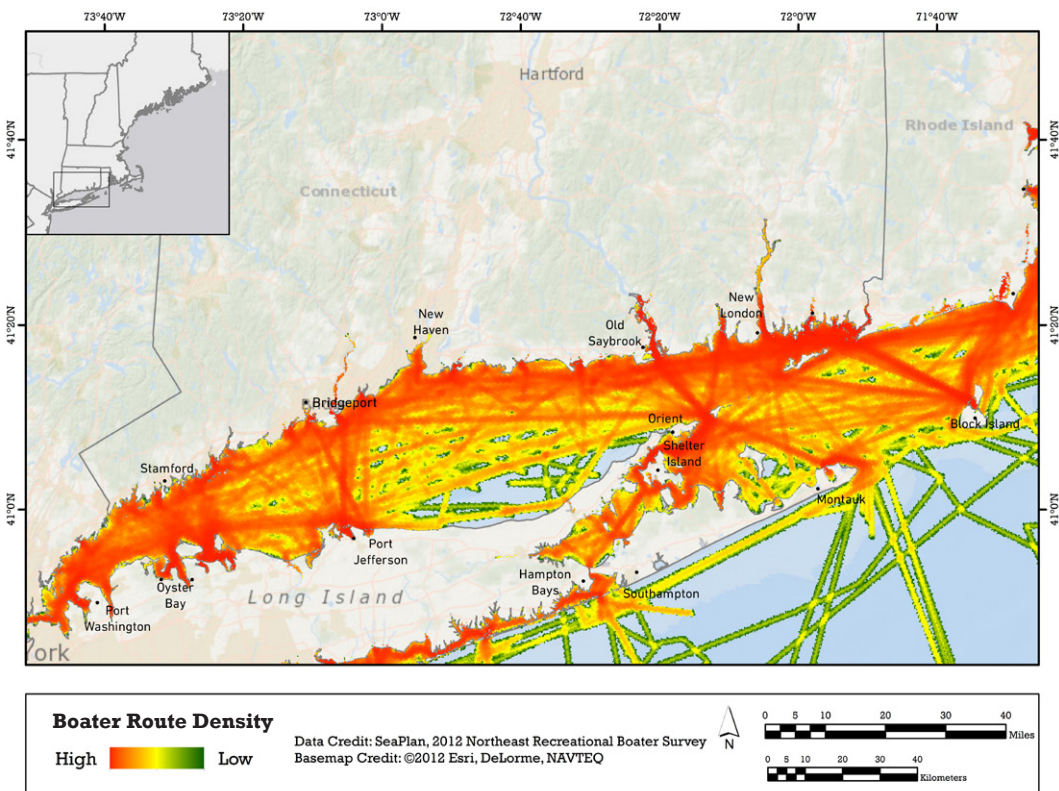 73°40'W 73°20'W 73°0'W 72°40'W 72°20'W 72°0'W 71°40'W
Hartford
41°40'N
Rhode Island
41°40'N
Connecticut
New
Haven
Old
Saybrook
New
London
41°20'N
41°20'N
Bridgeport
Orient
Shelter
Island
Block Island
Stamford
Montauk
41°0'N
41°0'N
Port
Jefferson
Oyster
Bay
Hampton
Bays
Southampton
Long Island
Port
Washington
York
Boater Route Density
High Low
Data Credit: SeaPlan, 2012 Northeast Recreational Boater Survey
Basemap Credit: ©2012 Esri, DeLorme, NAVTEQ
N
0 5 10 20 30 40
Miles
0 5 10 20 30 40
Kilometers